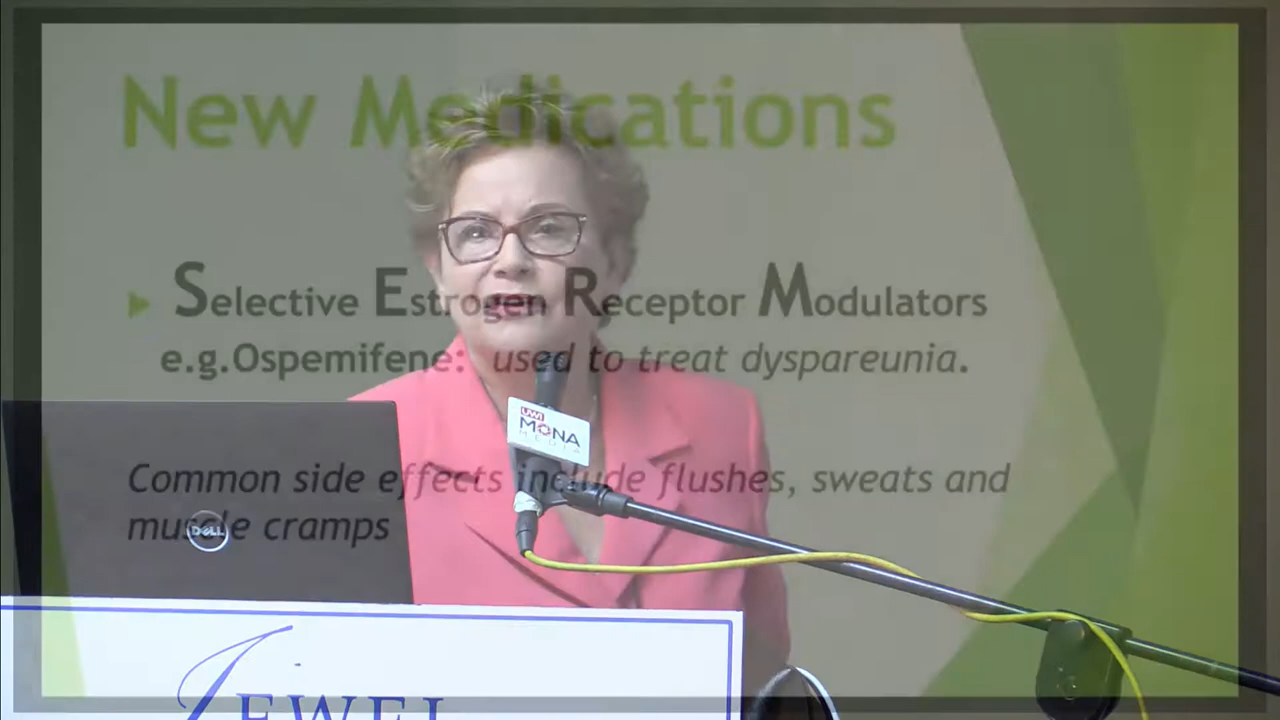 New Medications
Selective Estrogen Receptor Modulators
e.g.Ospemifene: used to treat dyspareunia.
UWI
MONA
MEDIA
Common side effects include flushes, sweats and
muscle cramps
DELL
JEWEL